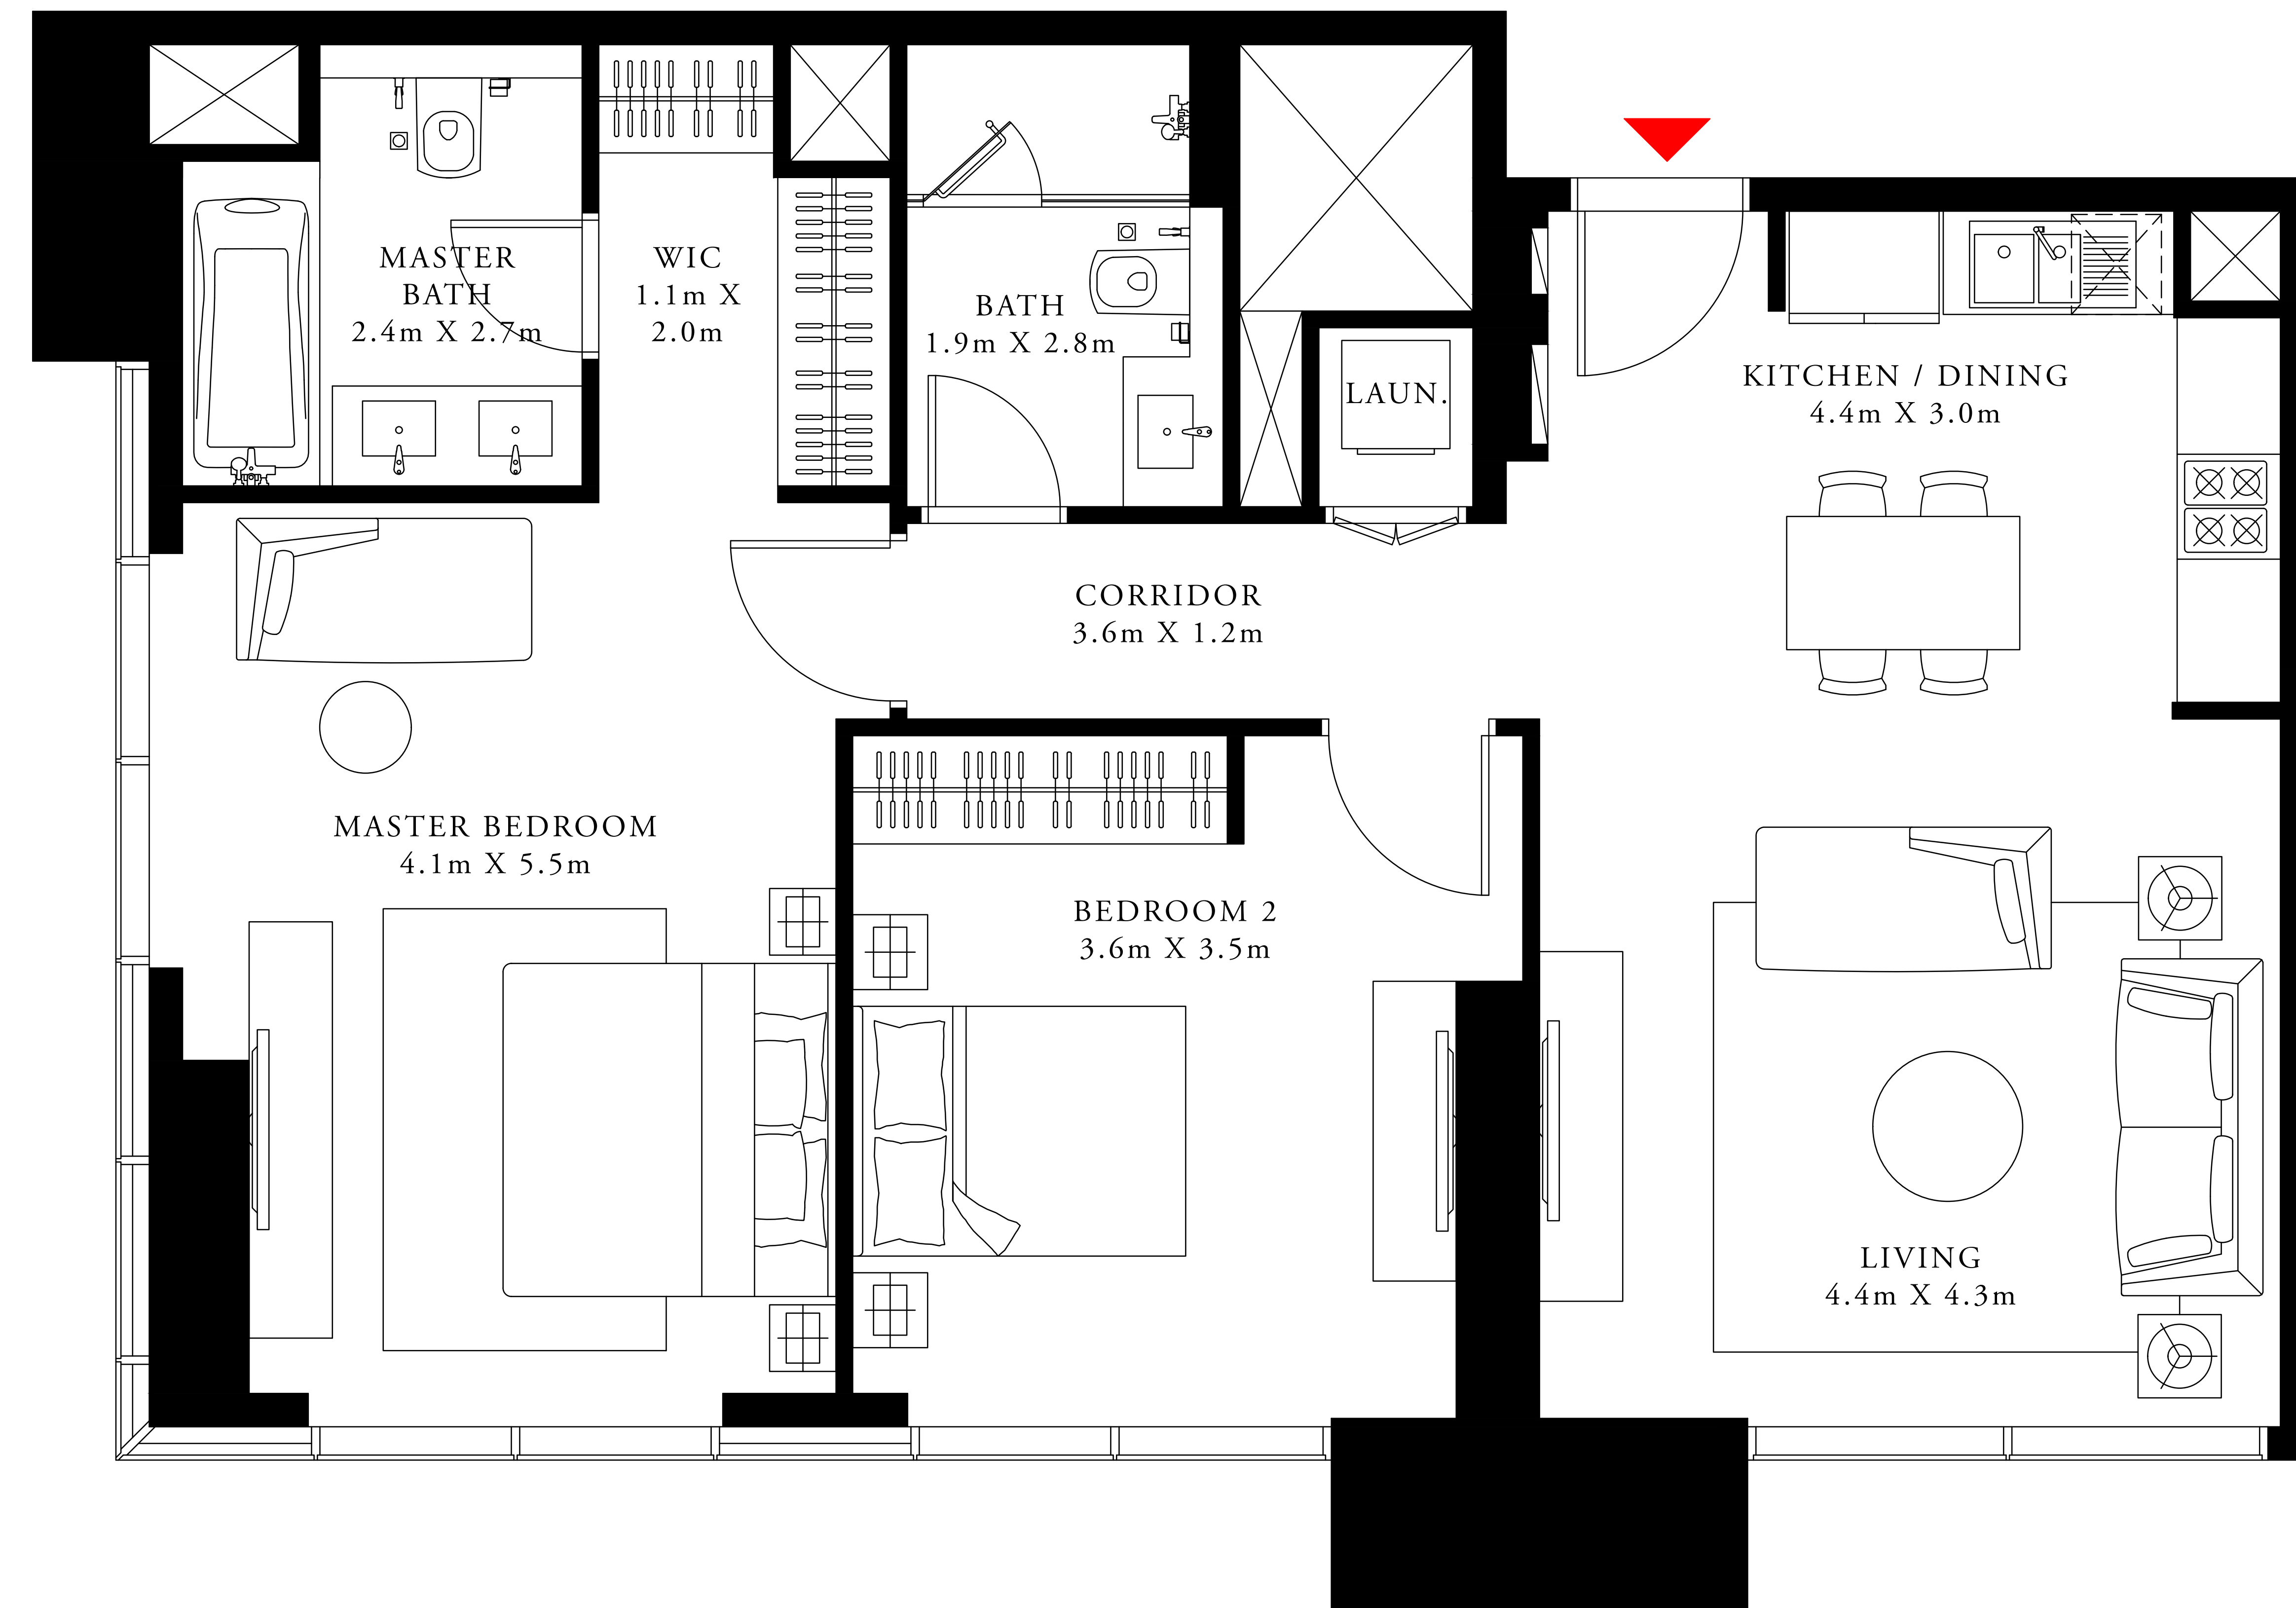 MASTER
BATH
2.4m X 2.7m
WIC
1.1m X
2.0m
BATH
1.9m X 2.8m
LAUN.
KITCHEN / DINING
4.4m X 3.0m
CORRIDOR
3.6m X 1.2m
MASTER BEDROOM
4.1m X 5.5m
BEDROOM 2
3.6m X 3.5m
LIVING
4.4m X 4.3m